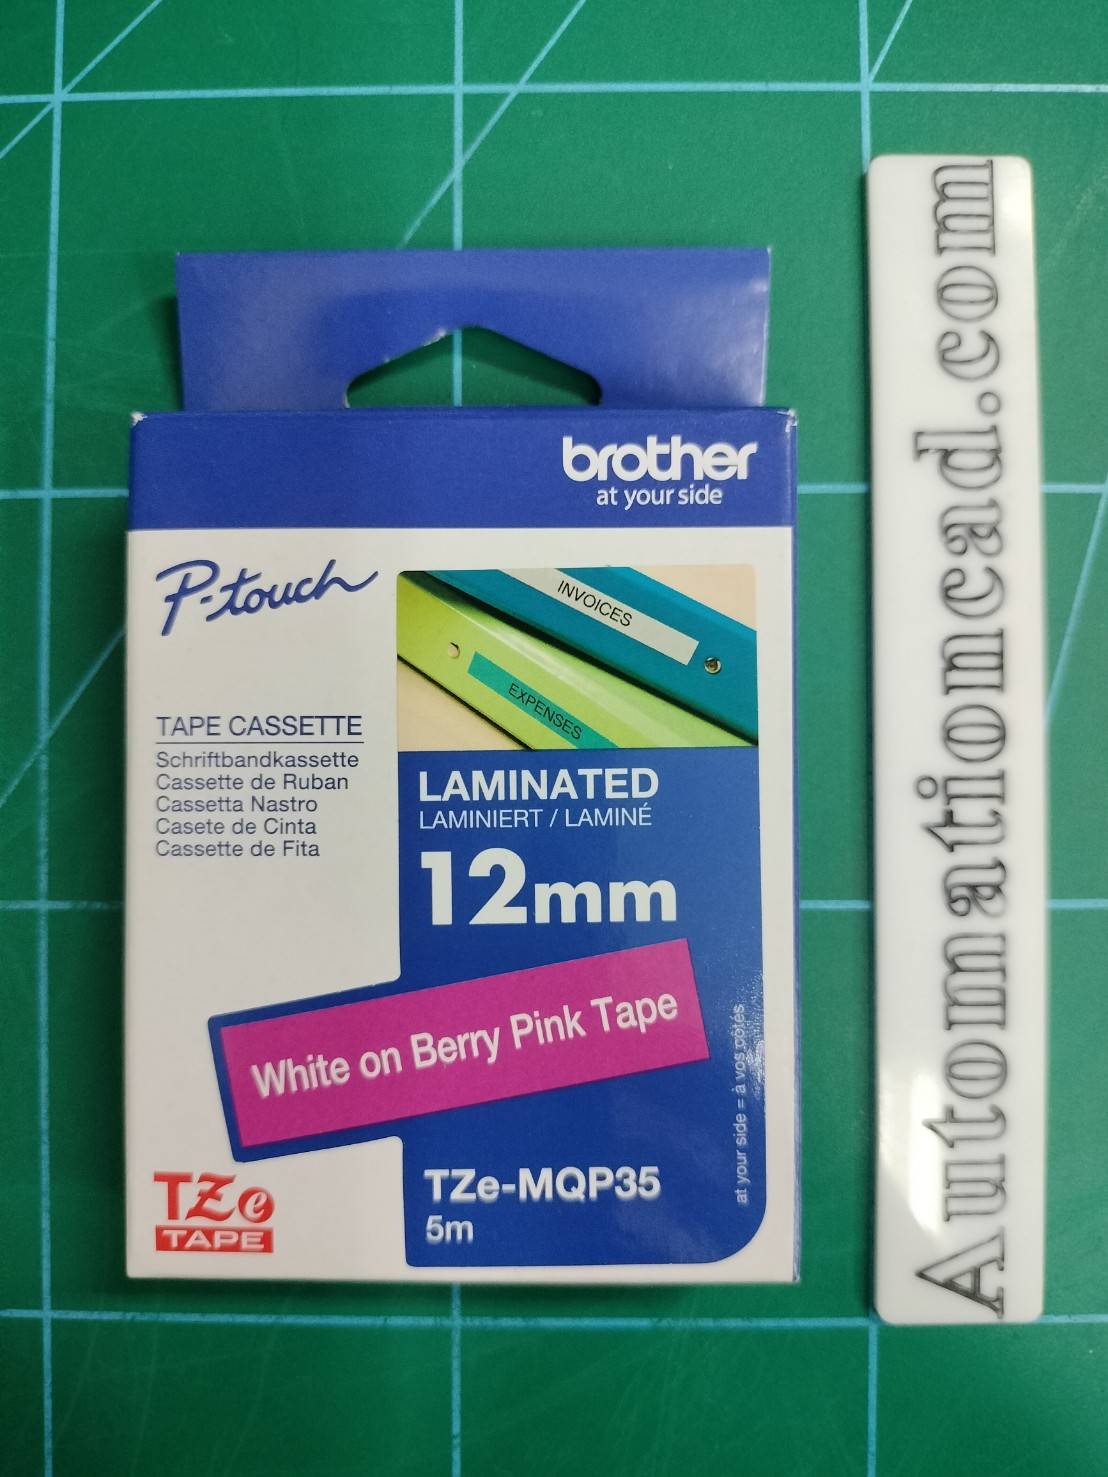 brother
at your side
P-touch
INVOICES
EXPENSES
TAPE CASSETTE
Schriftbandkassette
Cassette de Ruban
Cassetta Nastro
Casete de Cinta
Cassette de Fita
LAMINATED
LAMINIERT / LAMINÉ
12mm
White on Berry Pink Tape
at your side = à vos côtés
TZe-MQP35
5m
TZe
TAPE
Automationcad.com